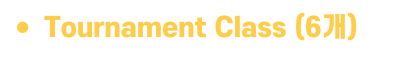 • Tournament Class (6개)